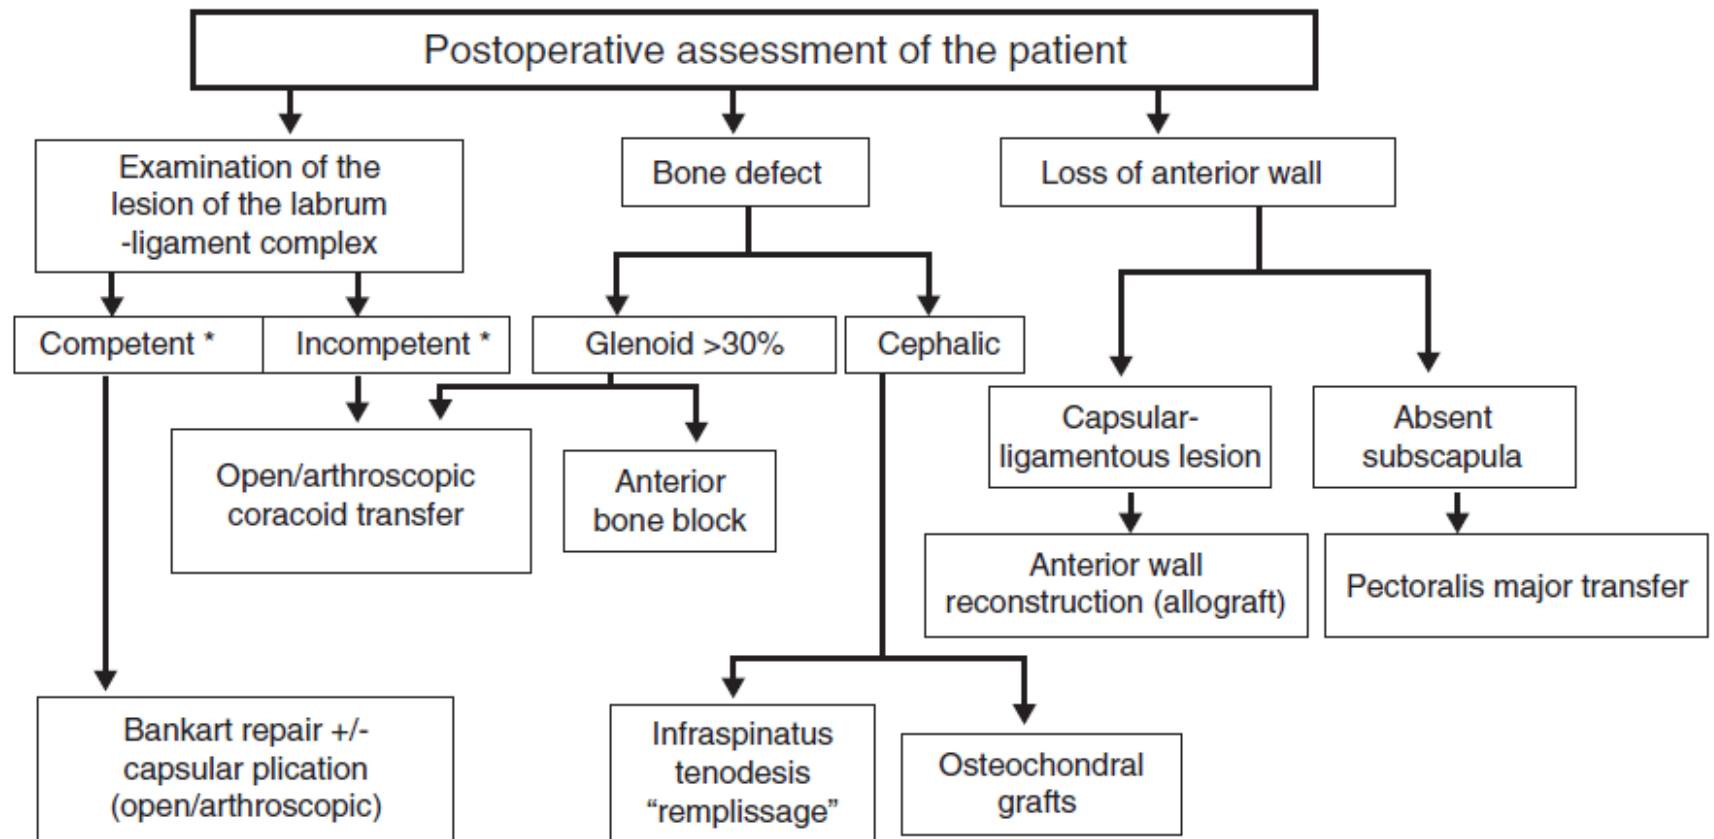 Postoperative assessment of the patient
Examination of the
lesion of the labrum
-ligament complex
Bone defect
Loss of anterior wall
Competent *
Incompetent *
Glenoid >30%
Cephalic
Capsular-
ligamentous lesion
Absent
subscapula
Open/arthroscopic
coracoid transfer
Anterior
bone block
Anterior wall
reconstruction (allograft)
Pectoralis major transfer
Bankart repair +/-
capsular plication
(open/arthroscopic)
Infraspinatus
tenodesis
“remplissage”
Osteochondral
grafts